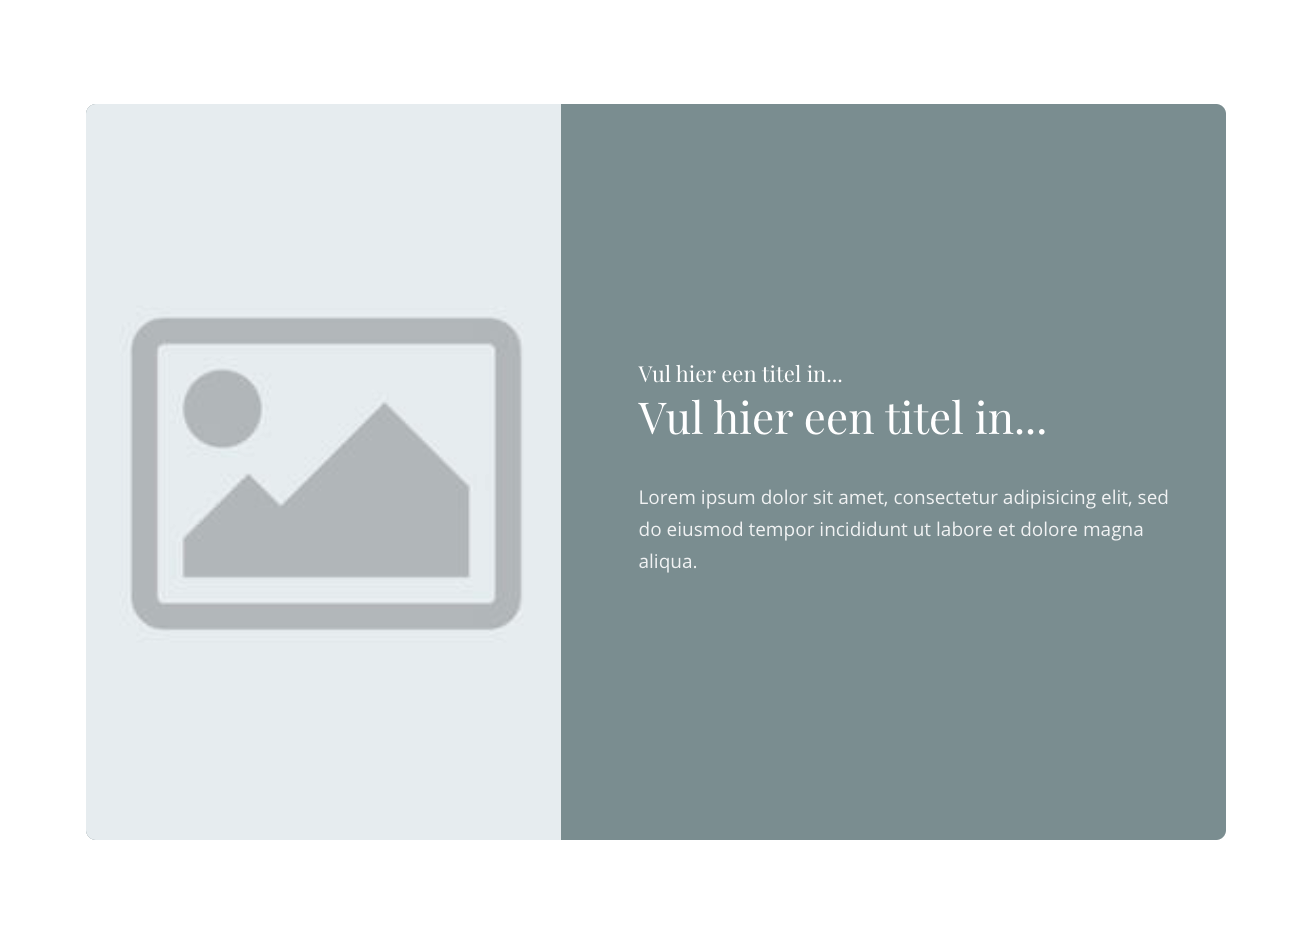 Vul hier een titel in...
Vul hier een titel in...
Lorem ipsum dolor sit amet, consectetur adipisicing elit, sed
do eiusmod tempor incididunt ut labore et dolore magna
aliqua.